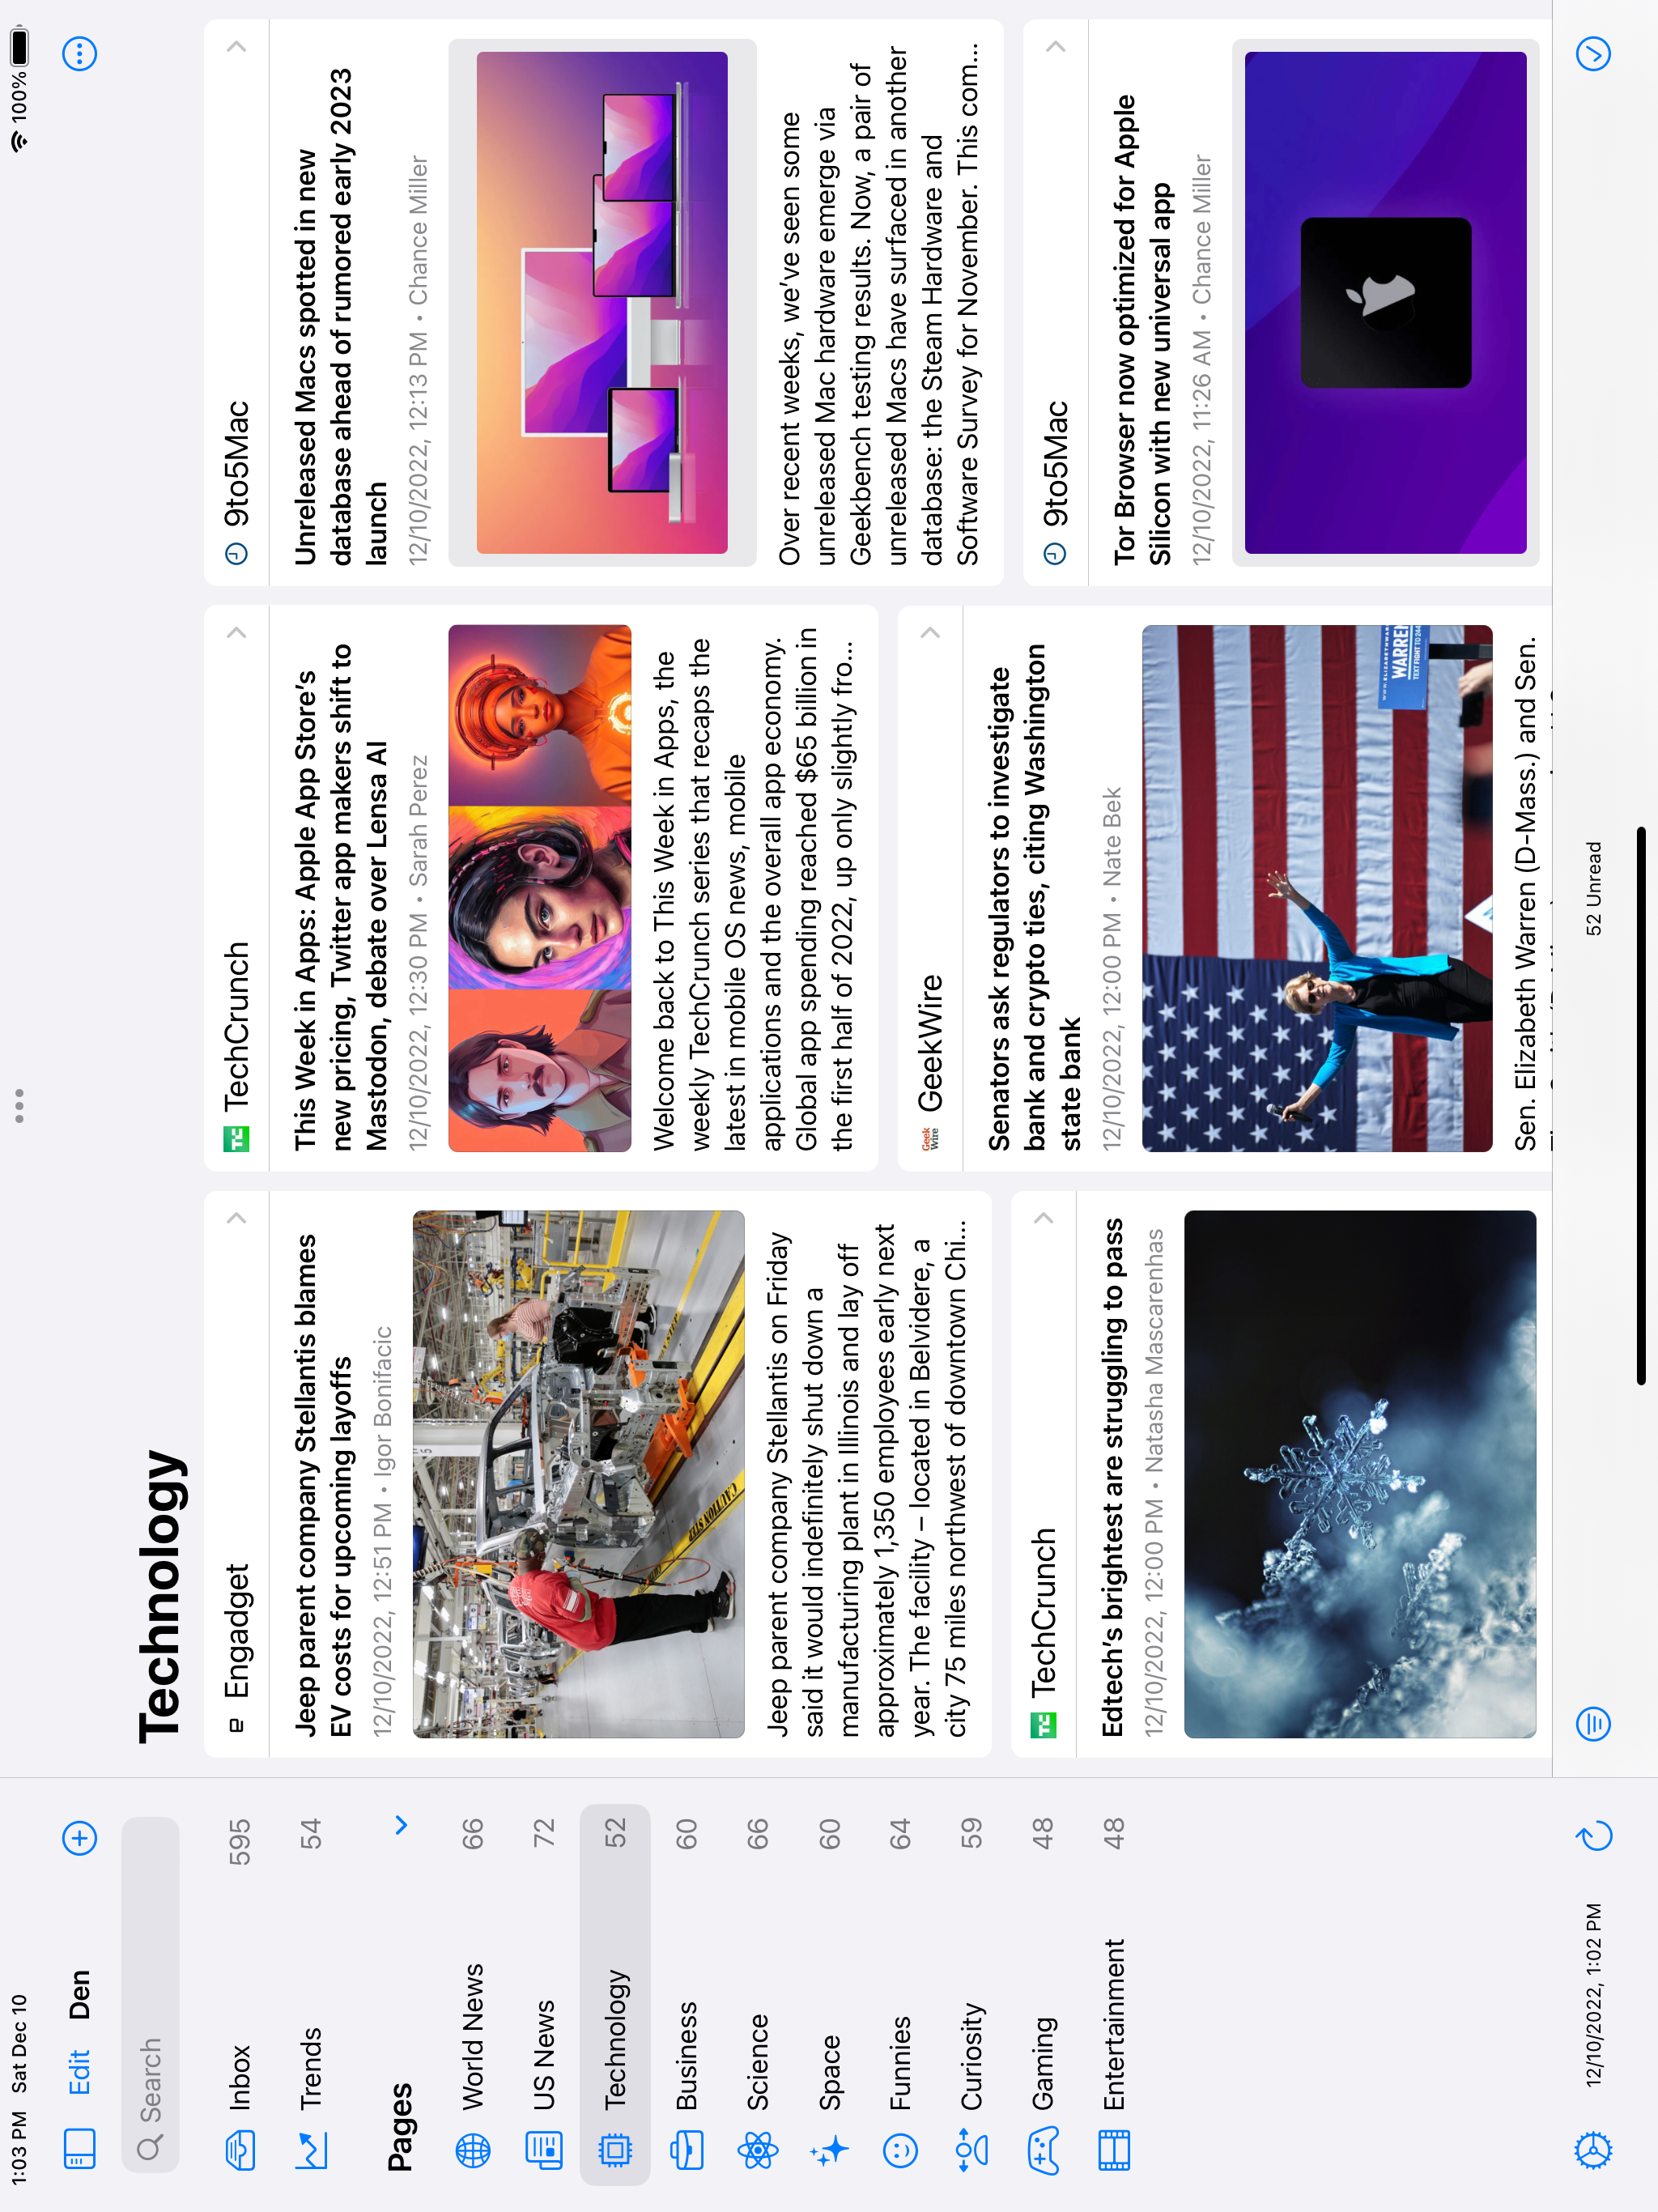 1:03 PM Sat Dec 10
100%
Edit
Den
Search
Inbox 595
Trends 54
Pages
World News 66
US News 72
Technology 52
Business 60
Science 66
Space 60
Funnies 64
Curiosity 59
Gaming 48
Entertainment 48
12/10/2022, 1:02 PM
Technology
e Engadget
Jeep parent company Stellantis blames
EV costs for upcoming layoffs
12/10/2022, 12:51 PM • Igor Bonifacic
CAUTION STEP
Jeep parent company Stellantis on Friday
said it would indefinitely shut down a
manufacturing plant in Illinois and lay off
approximately 1,350 employees early next
year. The facility – located in Belvidere, a
city 75 miles northwest of downtown Chi...
TC TechCrunch
Edtech's brightest are struggling to pass
12/10/2022, 12:00 PM • Natasha Mascarenhas
TC TechCrunch
This Week in Apps: Apple App Store's
new pricing, Twitter app makers shift to
Mastodon, debate over Lensa AI
12/10/2022, 12:30 PM • Sarah Perez
Welcome back to This Week in Apps, the
weekly TechCrunch series that recaps the
latest in mobile OS news, mobile
applications and the overall app economy.
Global app spending reached $65 billion in
the first half of 2022, up only slightly fro...
Geek
Wire
GeekWire
Senators ask regulators to investigate
bank and crypto ties, citing Washington
state bank
12/10/2022, 12:00 PM • Nate Bek
WARREN
Sen. Elizabeth Warren (D-Mass.) and Sen.
9to5Mac
Unreleased Macs spotted in new
database ahead of rumored early 2023
launch
12/10/2022, 12:13 PM • Chance Miller
Over recent weeks, we've seen some
unreleased Mac hardware emerge via
Geekbench testing results. Now, a pair of
unreleased Macs have surfaced in another
database: the Steam Hardware and
Software Survey for November. This com...
9to5Mac
Tor Browser now optimized for Apple
Silicon with new universal app
12/10/2022, 11:26 AM • Chance Miller
52 Unread